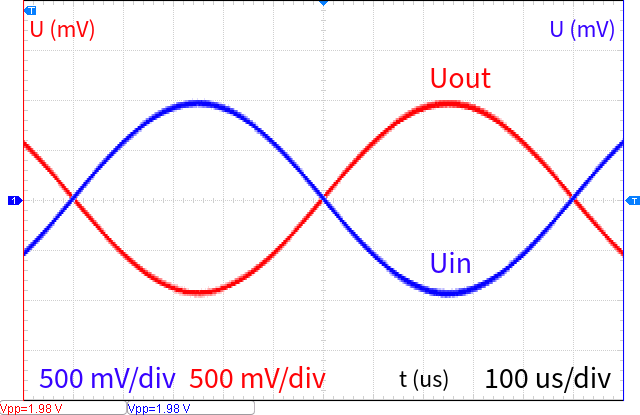 T
U (mV) U (mV)
Uout
1 T
Uin
500 mV/div 500 mV/div t (us) 100 us/div
Vpp=1.98 V Vpp=1.98 V